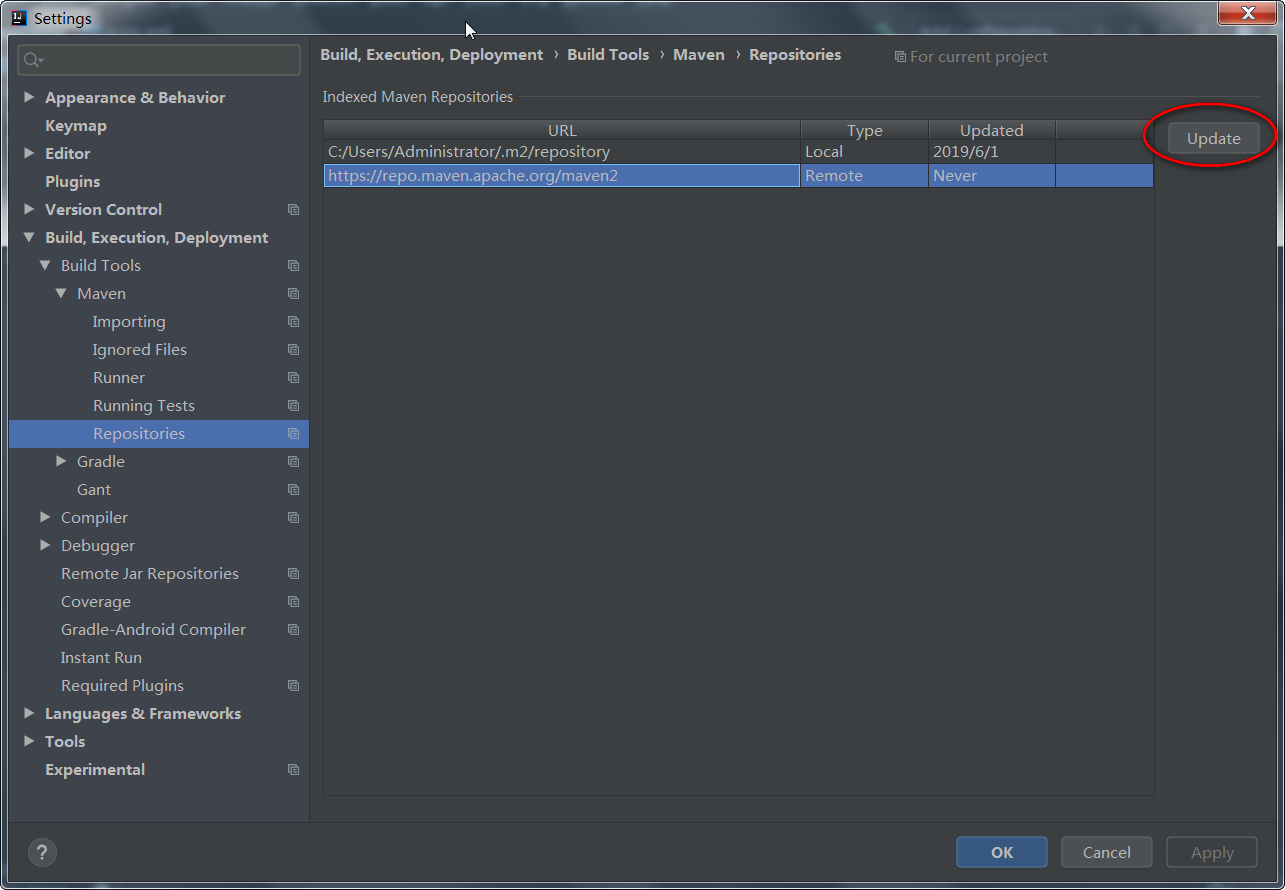 Settings
Build, Execution, Deployment › Build Tools › Maven › Repositories For current project
Appearance & Behavior
Keymap
Editor
Plugins
Version Control
Build, Execution, Deployment
Build Tools
Maven
Importing
Ignored Files
Runner
Running Tests
Repositories
Gradle
Gant
Compiler
Debugger
Remote Jar Repositories
Coverage
Gradle-Android Compiler
Instant Run
Required Plugins
Languages & Frameworks
Tools
Experimental
Indexed Maven Repositories
URL Type Updated
C:/Users/Administrator/.m2/repository Local 2019/6/1
https://repo.maven.apache.org/maven2 Remote Never
Update
?
OK Cancel Apply